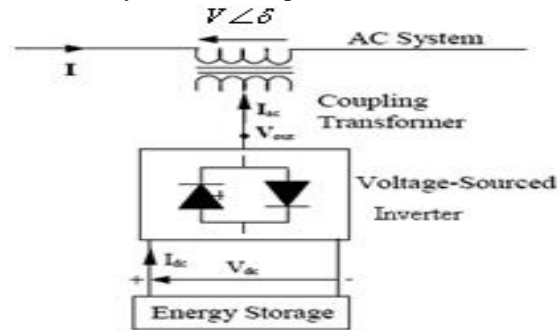 V∠δ
AC System
I
I_ac
Coupling
Transformer
V_out
Voltage-Sourced
Inverter
I_dc
+ V_dc -
Energy Storage